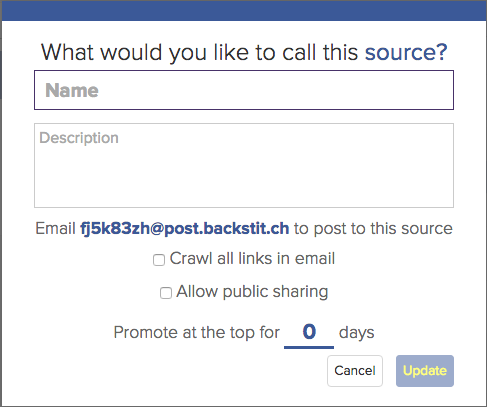 What would you like to call this source?
Name
Description
Email fj5k83zh@post.backstit.ch to post to this source
Crawl all links in email
Allow public sharing
Promote at the top for 0 days
Cancel Update